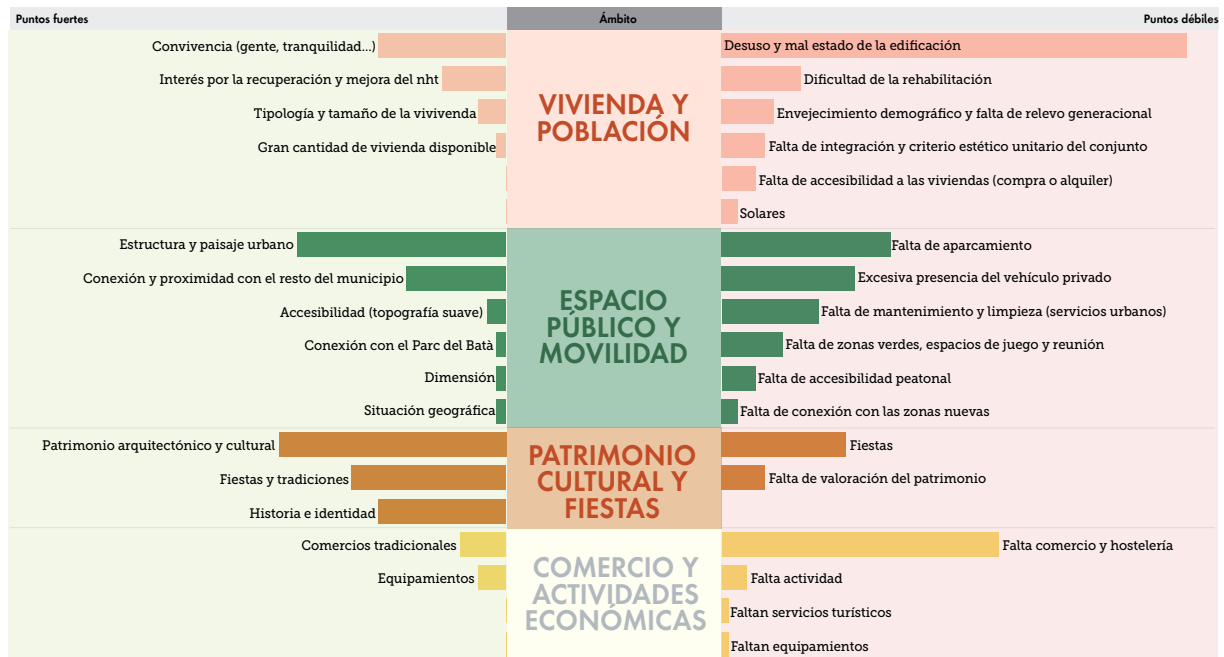 Puntos fuertes
Ámbito
Puntos débiles
Convivencia (gente, tranquilidad...)
Interés por la recuperación y mejora del nht
Tipología y tamaño de la vivivenda
Gran cantidad de vivienda disponible
VIVIENDA Y
POBLACIÓN
Desuso y mal estado de la edificación
Dificultad de la rehabilitación
Envejecimiento demográfico y falta de relevo generacional
Falta de integración y criterio estético unitario del conjunto
Falta de accesibilidad a las viviendas (compra o alquiler)
Solares
Estructura y paisaje urbano
Conexión y proximidad con el resto del municipio
Accesibilidad (topografía suave)
Conexión con el Parc del Batà
Dimensión
Situación geográfica
ESPACIO
PÚBLICO Y
MOVILIDAD
Falta de aparcamiento
Excesiva presencia del vehículo privado
Falta de mantenimiento y limpieza (servicios urbanos)
Falta de zonas verdes, espacios de juego y reunión
Falta de accesibilidad peatonal
Falta de conexión con las zonas nuevas
Patrimonio arquitectónico y cultural
Fiestas y tradiciones
Historia e identidad
PATRIMONIO
CULTURAL Y
FIESTAS
Fiestas
Falta de valoración del patrimonio
Comercios tradicionales
Equipamientos
COMERCIO Y
ACTIVIDADES
ECONÓMICAS
Falta comercio y hostelería
Falta actividad
Faltan servicios turísticos
Faltan equipamientos